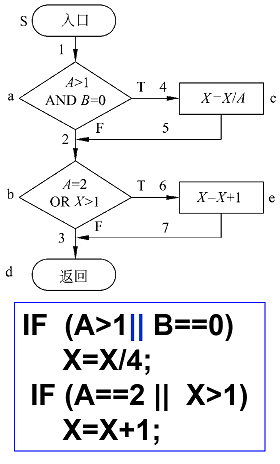 S 入口
1
A>1
AND B=0
a T 4 X=X/A c
2 F 5
A=2
OR X>1
b T 6 X=X+1 e
3 F 7
d 返回
IF (A>1|| B==0)
X=X/4;
IF (A==2 || X>1)
X=X+1;